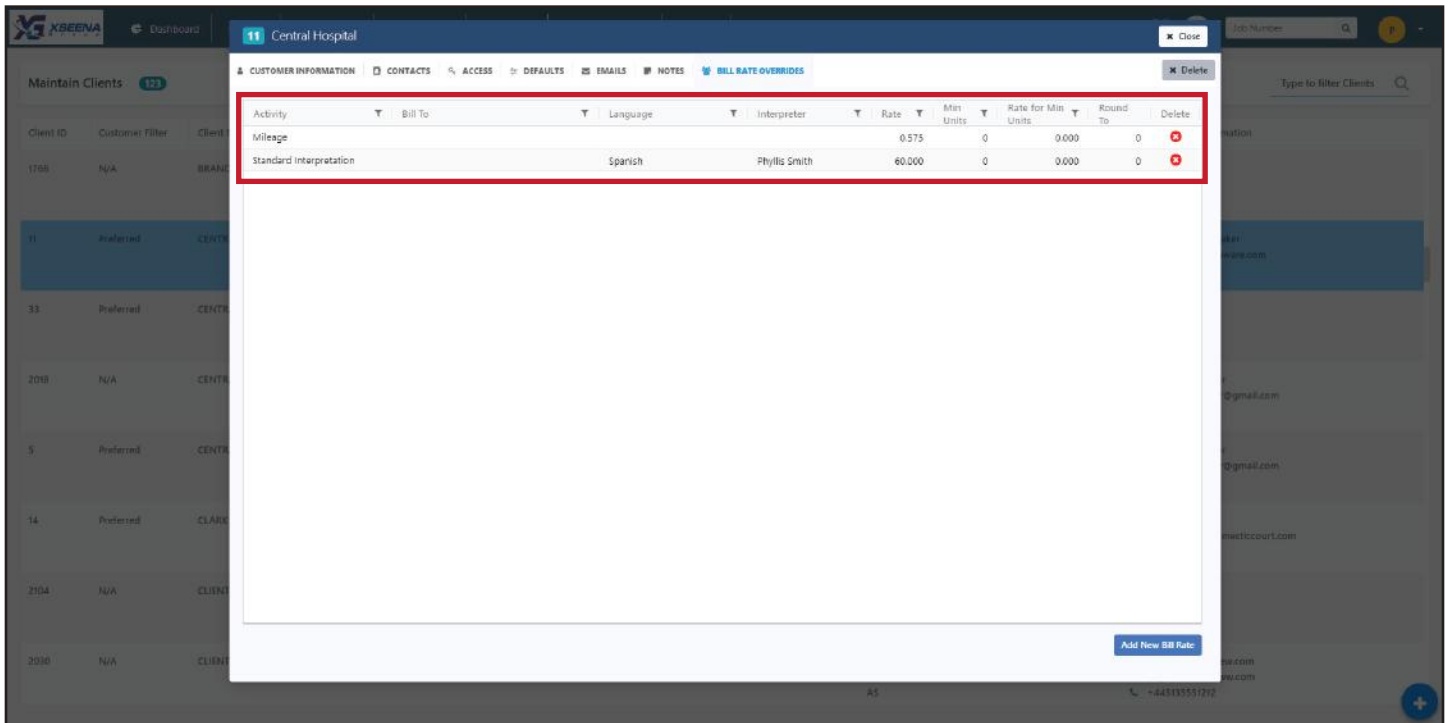 XSEENA
Dashboard
Job Number
P
11 Central Hospital
Close
CUSTOMER INFORMATION CONTACTS ACCESS DEFAULTS EMAILS NOTES BILL RATE OVERRIDES
Delete
Maintain Clients 123
Type to filter Clients
Activity Bill To Language Interpreter Rate Min Units Rate for Min Units Round To Delete
Mileage 0.575 0 0.000 0
Standard Interpretation Spanish Phyllis Smith 60.000 0 0.000 0
Client ID Customer Filter
1766 N/A
11 Preferred
33 Preferred
2018 N/A
@gmail.com
5 Preferred
@gmail.com
14 Preferred
2104 N/A
2030 N/A
Add New Bill Rate
AS +445135551212